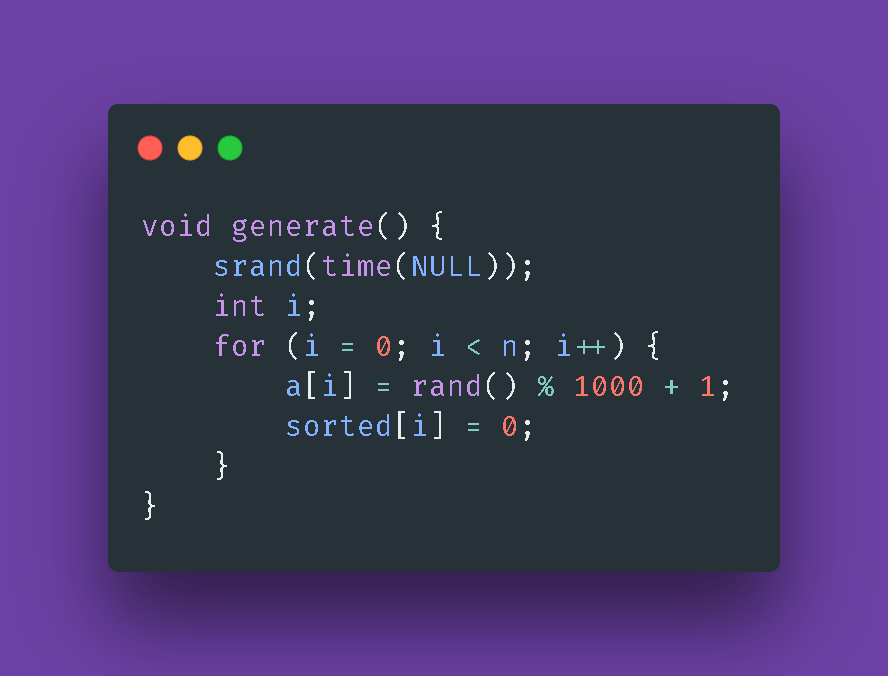 void generate() {
    srand(time(NULL));
    int i;
    for (i = 0; i < n; i++) {
        a[i] = rand() % 1000 + 1;
        sorted[i] = 0;
    }
}